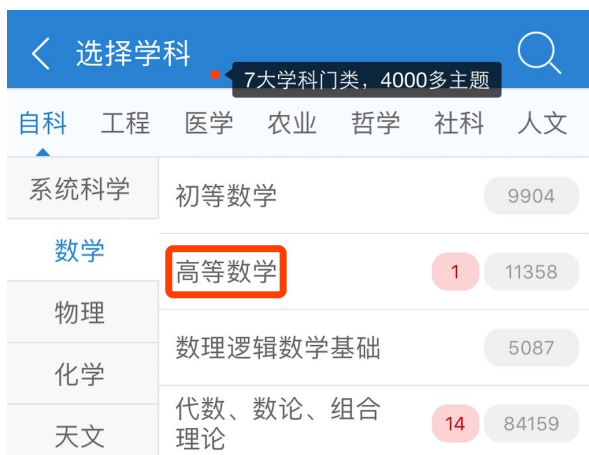 选择学科
7大学科门类，4000多主题
自科 工程 医学 农业 哲学 社科 人文
系统科学
数学
物理
化学
天文
初等数学 9904
高等数学 1 11358
数理逻辑数学基础 5087
代数、数论、组合
理论 14 84159